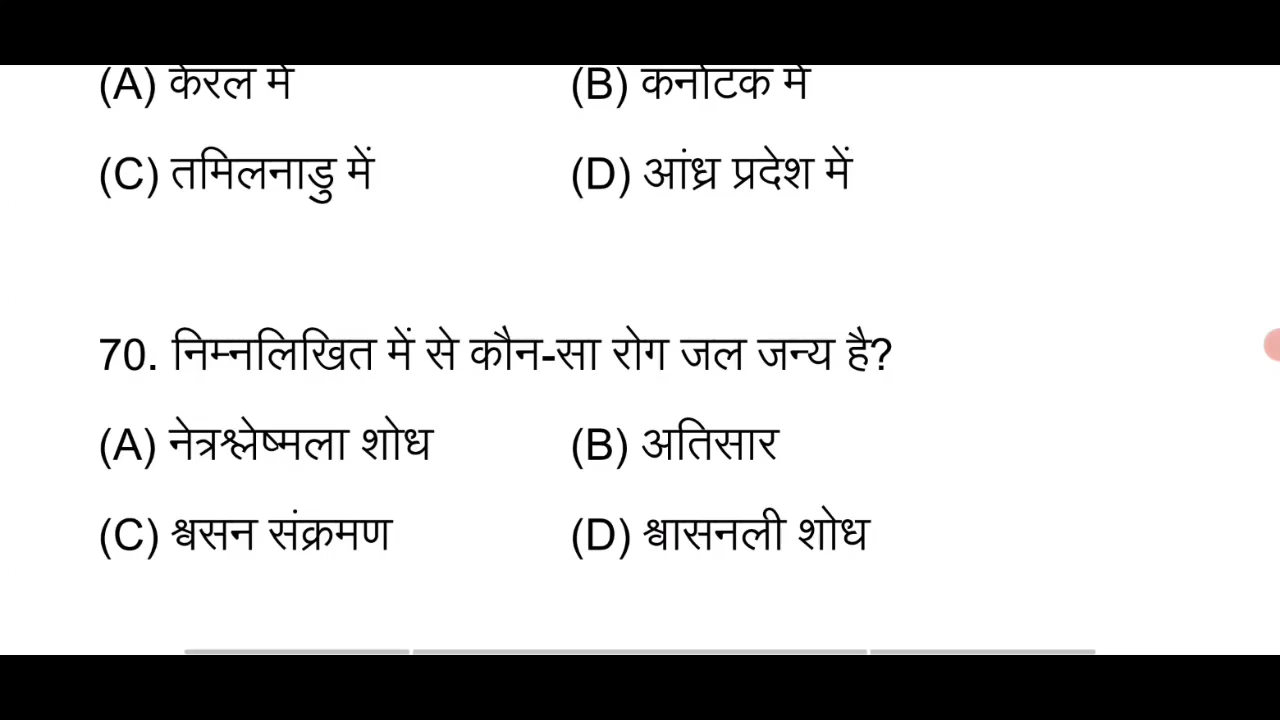 (A) केरल में (B) कर्नाटक में
(C) तमिलनाडु में (D) आंध्र प्रदेश में
70. निम्नलिखित में से कौन-सा रोग जल जन्य है?
(A) नेत्रश्लेष्मला शोध (B) अतिसार
(C) श्वसन संक्रमण (D) श्वासनली शोध